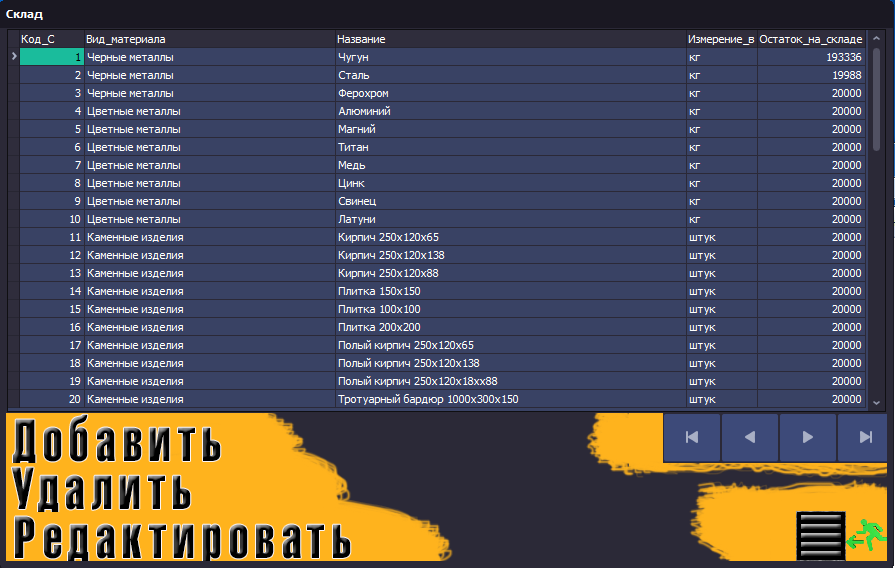 Склад
Код_С Вид_материала Название Измерение_в Остаток_на_складе
1 Черные металлы Чугун кг 193336
2 Черные металлы Сталь кг 19988
3 Черные металлы Ферохром кг 20000
4 Цветные металлы Алюминий кг 20000
5 Цветные металлы Магний кг 20000
6 Цветные металлы Титан кг 20000
7 Цветные металлы Медь кг 20000
8 Цветные металлы Цинк кг 20000
9 Цветные металлы Свинец кг 20000
10 Цветные металлы Латуни кг 20000
11 Каменные изделия Кирпич 250x120x65 штук 20000
12 Каменные изделия Кирпич 250x120x138 штук 20000
13 Каменные изделия Кирпич 250x120x88 штук 20000
14 Каменные изделия Плитка 150x150 штук 20000
15 Каменные изделия Плитка 100x100 штук 20000
16 Каменные изделия Плитка 200x200 штук 20000
17 Каменные изделия Полый кирпич 250x120x65 штук 20000
18 Каменные изделия Полый кирпич 250x120x138 штук 20000
19 Каменные изделия Полый кирпич 250x120x18xx88 штук 20000
20 Каменные изделия Тротуарный бардюр 1000x300x150 штук 20000
Добавить
Удалить
Редактировать